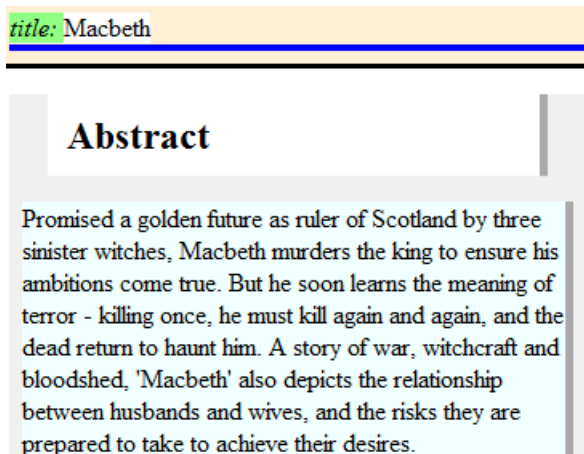 title: Macbeth
Abstract
Promised a golden future as ruler of Scotland by three
sinister witches, Macbeth murders the king to ensure his
ambitions come true. But he soon learns the meaning of
terror - killing once, he must kill again and again, and the
dead return to haunt him. A story of war, witchcraft and
bloodshed, 'Macbeth' also depicts the relationship
between husbands and wives, and the risks they are
prepared to take to achieve their desires.